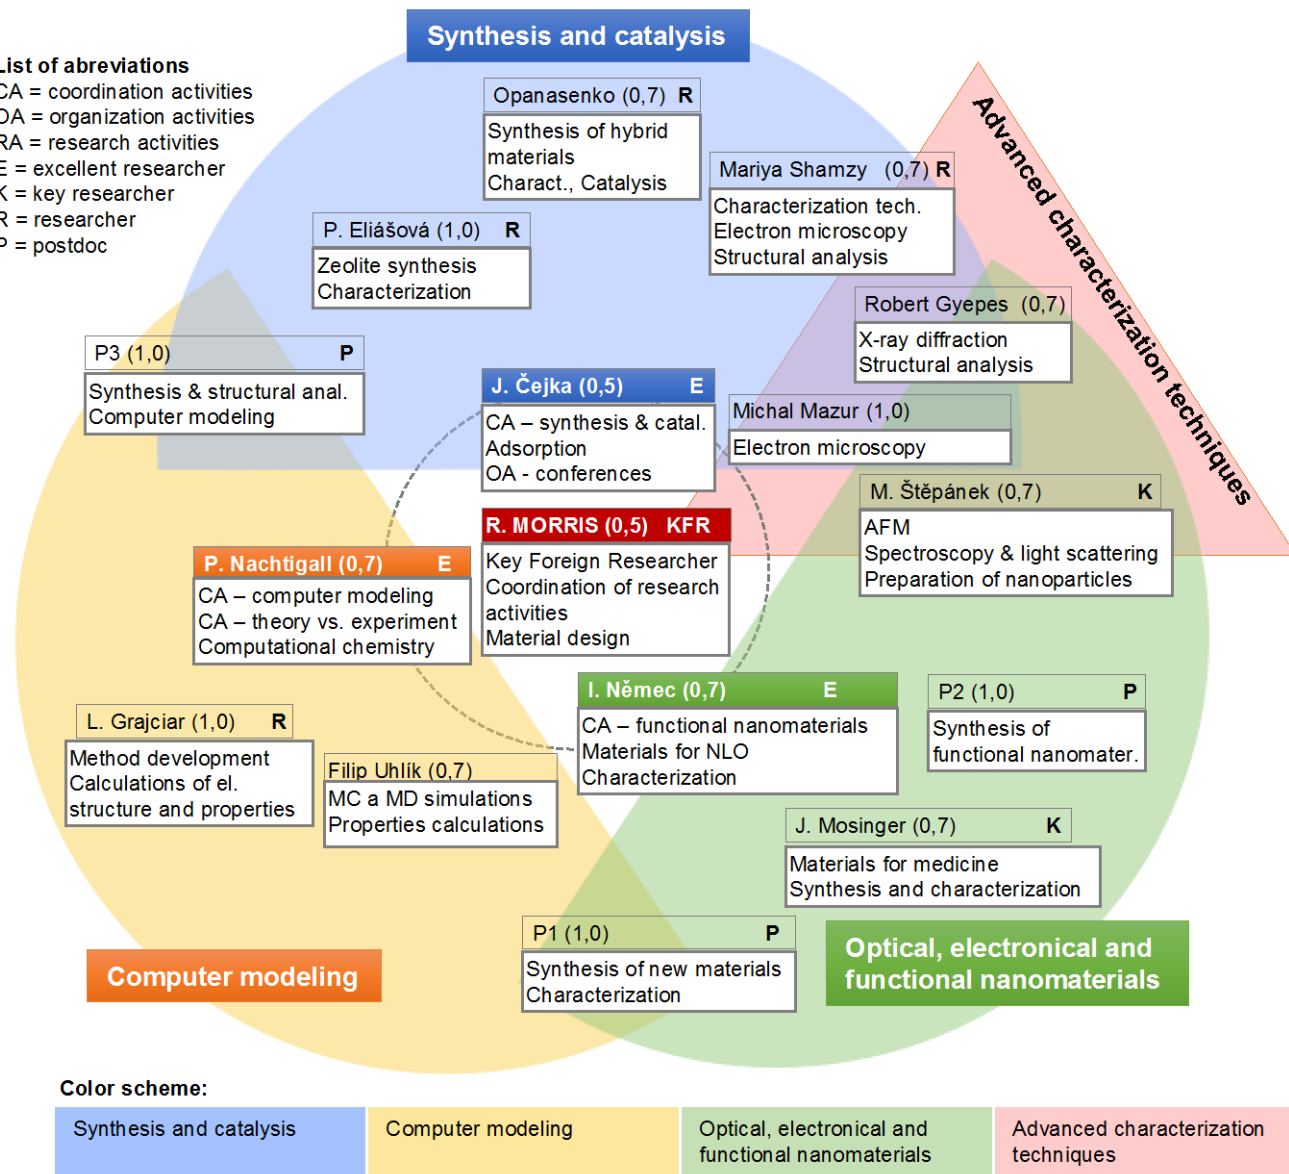 Synthesis and catalysis
List of abreviations
CA = coordination activities
OA = organization activities
RA = research activities
E = excellent researcher
K = key researcher
R = researcher
P = postdoc
Advanced characterization techniques
Opanasenko (0,7) R
Synthesis of hybrid
materials
Charact., Catalysis
Mariya Shamzy (0,7) R
Characterization tech.
Electron microscopy
Structural analysis
P. Eliášová (1,0) R
Zeolite synthesis
Characterization
Robert Gyepes (0,7)
X-ray diffraction
Structural analysis
P3 (1,0) P
Synthesis & structural anal.
Computer modeling
J. Čejka (0,5) E
CA – synthesis & catal.
Adsorption
OA - conferences
Michal Mazur (1,0)
Electron microscopy
M. Štěpánek (0,7) K
AFM
Spectroscopy & light scattering
Preparation of nanoparticles
R. MORRIS (0,5) KFR
Key Foreign Researcher
Coordination of research
activities
Material design
P. Nachtigall (0,7) E
CA – computer modeling
CA – theory vs. experiment
Computational chemistry
I. Němec (0,7) E
CA – functional nanomaterials
Materials for NLO
Characterization
P2 (1,0) P
Synthesis of
functional nanomater.
L. Grajciar (1,0) R
Method development
Calculations of el.
structure and properties
Filip Uhlík (0,7)
MC a MD simulations
Properties calculations
J. Mosinger (0,7) K
Materials for medicine
Synthesis and characterization
P1 (1,0) P
Synthesis of new materials
Characterization
Computer modeling
Optical, electronical and
functional nanomaterials
Color scheme:
Synthesis and catalysis
Computer modeling
Optical, electronical and
functional nanomaterials
Advanced characterization
techniques